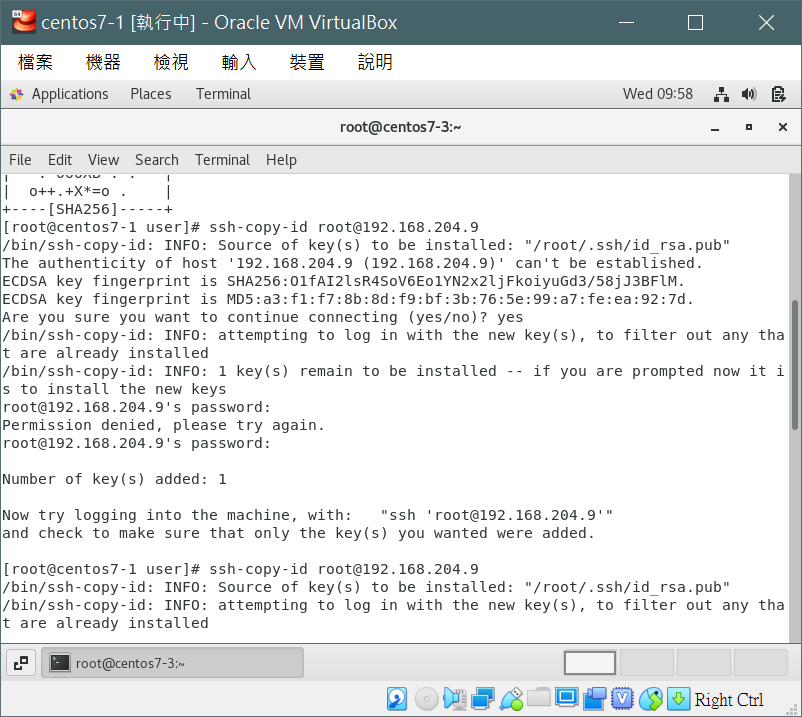 centos7-1 [執行中] - Oracle VM VirtualBox
檔案 機器 檢視 輸入 裝置 說明
Applications Places Terminal Wed 09:58
root@centos7-3:~
File Edit View Search Terminal Help
| o++.+X*=o . |
+----[SHA256]-----+
[root@centos7-1 user]# ssh-copy-id root@192.168.204.9
/bin/ssh-copy-id: INFO: Source of key(s) to be installed: "/root/.ssh/id_rsa.pub"
The authenticity of host '192.168.204.9 (192.168.204.9)' can't be established.
ECDSA key fingerprint is SHA256:O1fAI2lsR4SoV6Eo1YN2x2ljFkoiyuGd3/58jJ3BFlM.
ECDSA key fingerprint is MD5:a3:f1:f7:8b:8d:f9:bf:3b:76:5e:99:a7:fe:ea:92:7d.
Are you sure you want to continue connecting (yes/no)? yes
/bin/ssh-copy-id: INFO: attempting to log in with the new key(s), to filter out any tha
t are already installed
/bin/ssh-copy-id: INFO: 1 key(s) remain to be installed -- if you are prompted now it i
s to install the new keys
root@192.168.204.9's password:
Permission denied, please try again.
root@192.168.204.9's password:
Number of key(s) added: 1
Now try logging into the machine, with:   "ssh 'root@192.168.204.9'"
and check to make sure that only the key(s) you wanted were added.
[root@centos7-1 user]# ssh-copy-id root@192.168.204.9
/bin/ssh-copy-id: INFO: Source of key(s) to be installed: "/root/.ssh/id_rsa.pub"
/bin/ssh-copy-id: INFO: attempting to log in with the new key(s), to filter out any tha
t are already installed
root@centos7-3:~
Right Ctrl